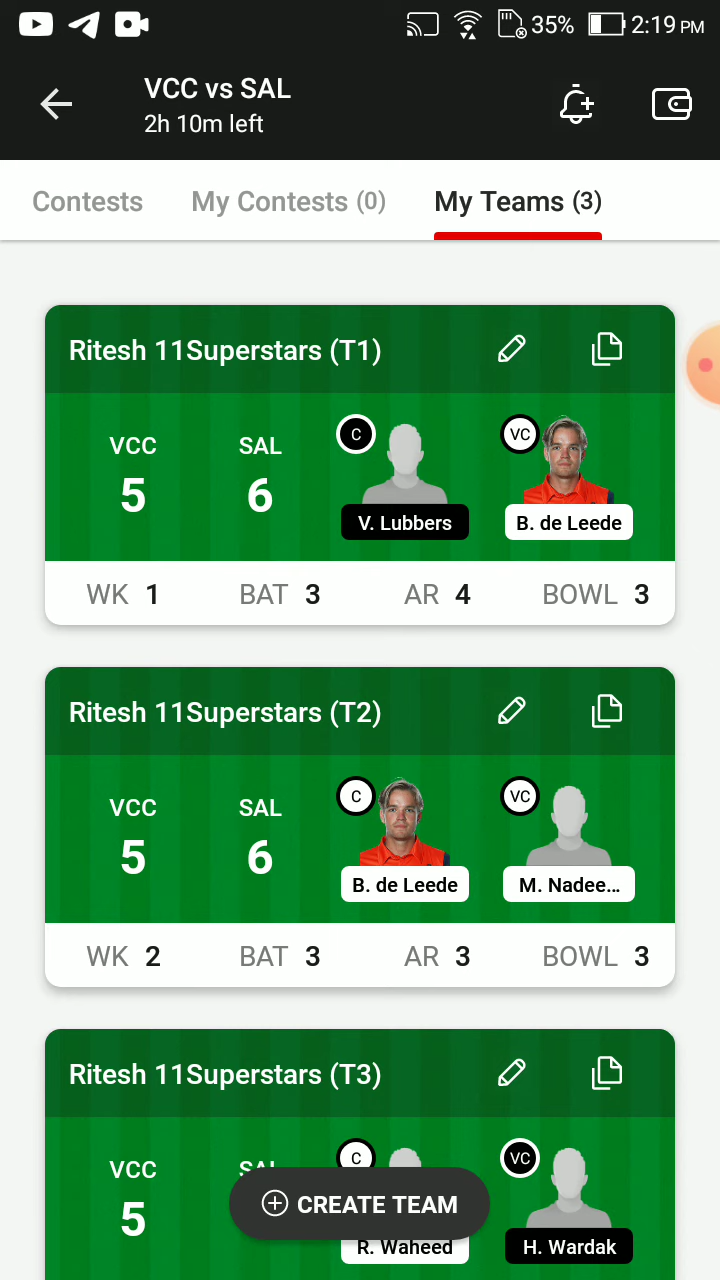 35% 2:19 PM
VCC vs SAL
2h 10m left
Contests My Contests (0) My Teams (3)
Ritesh 11Superstars (T1)
VCC SAL C VC
5 6
V. Lubbers B. de Leede
WK 1 BAT 3 AR 4 BOWL 3
Ritesh 11Superstars (T2)
VCC SAL C VC
5 6
B. de Leede M. Nadee...
WK 2 BAT 3 AR 3 BOWL 3
Ritesh 11Superstars (T3)
VCC SAL C VC
5
CREATE TEAM
R. Waheed H. Wardak